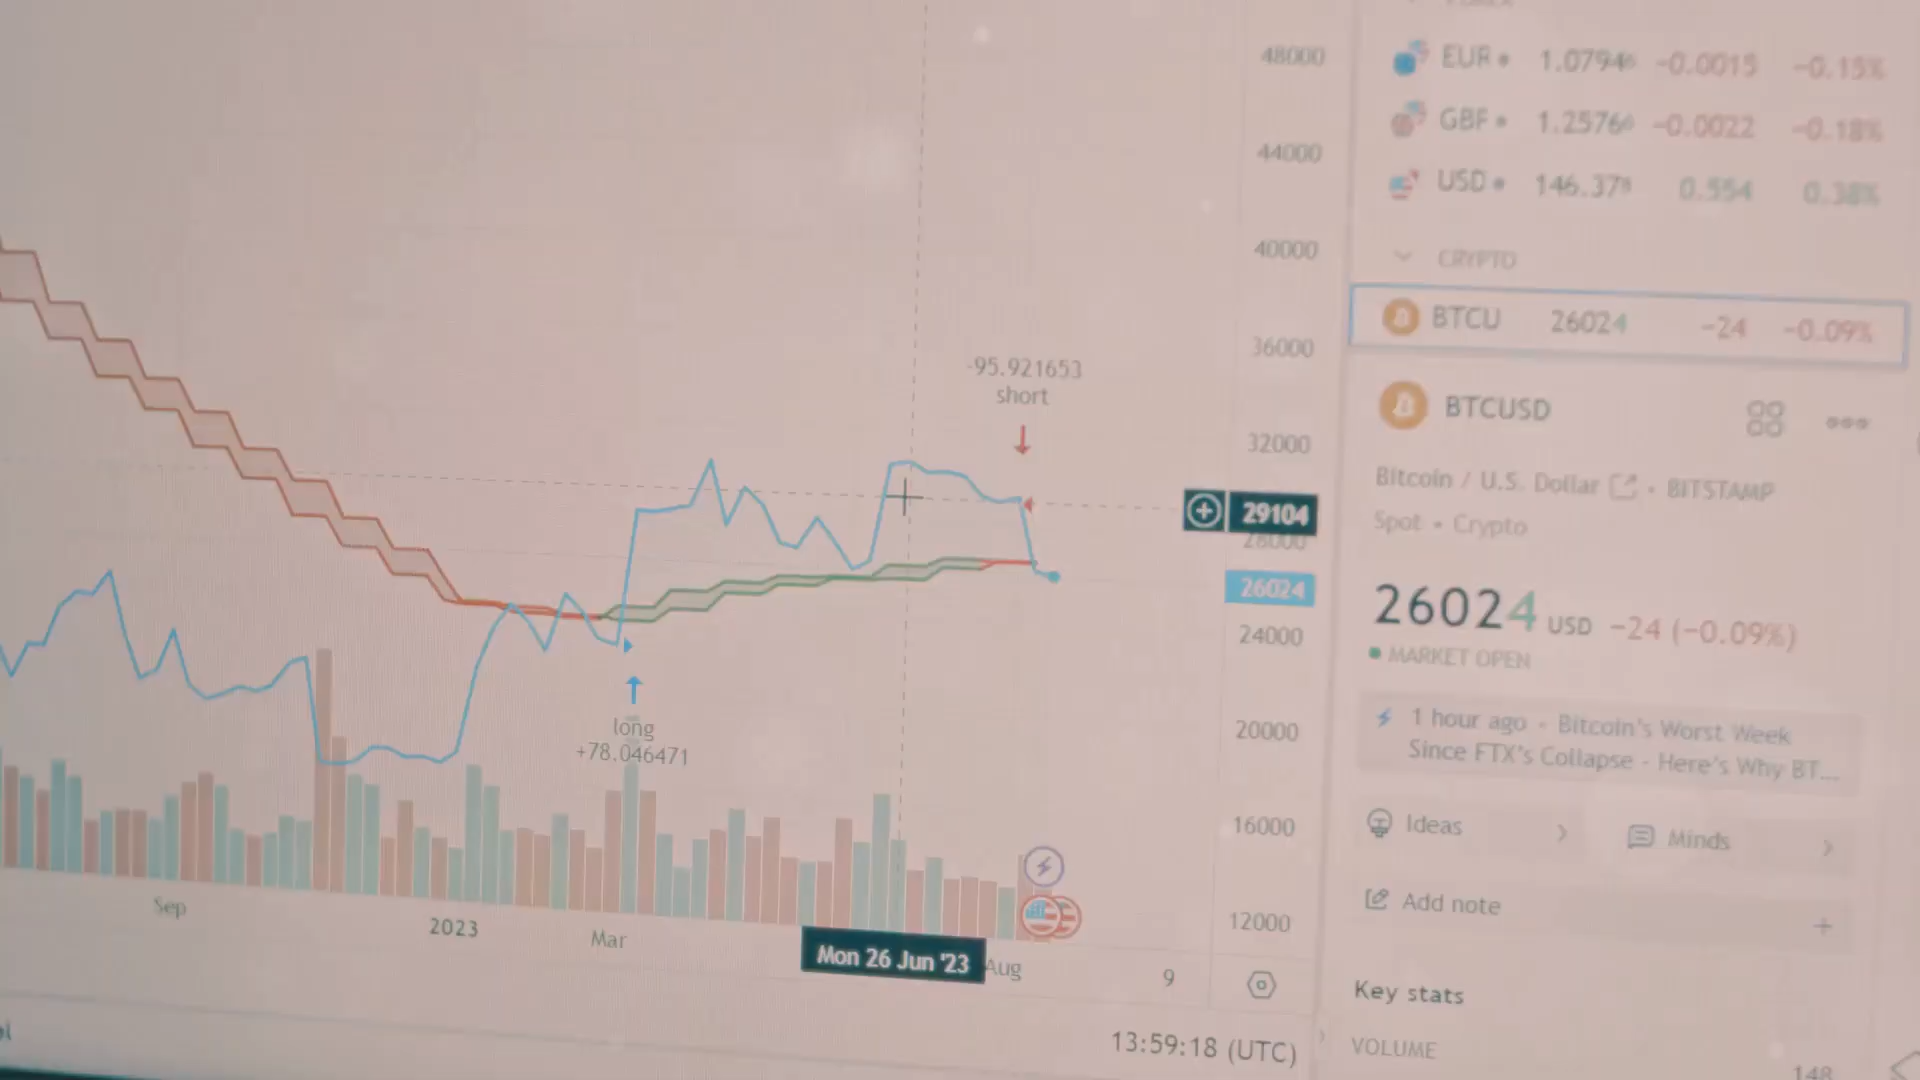 48000
44000
40000
36000
32000
29104
28000
26024
24000
20000
16000
12000
-95.921653
short
long
+78.046471
Sep
2023
Mar
Mon 26 Jun '23
Aug
9
13:59:18 (UTC)
EUR 1.07946 −0.0015 −0.15%
GBP 1.25766 −0.0022 −0.18%
USD 146.378 0.554 0.38%
CRYPTO
BTCU 26024 −24 −0.09%
BTCUSD
Bitcoin / U.S. Dollar • BITSTAMP
Spot • Crypto
26024 USD −24 (−0.09%)
MARKET OPEN
1 hour ago - Bitcoin's Worst Week
Since FTX's Collapse - Here's Why BT...
Ideas
Minds
Add note
Key stats
VOLUME